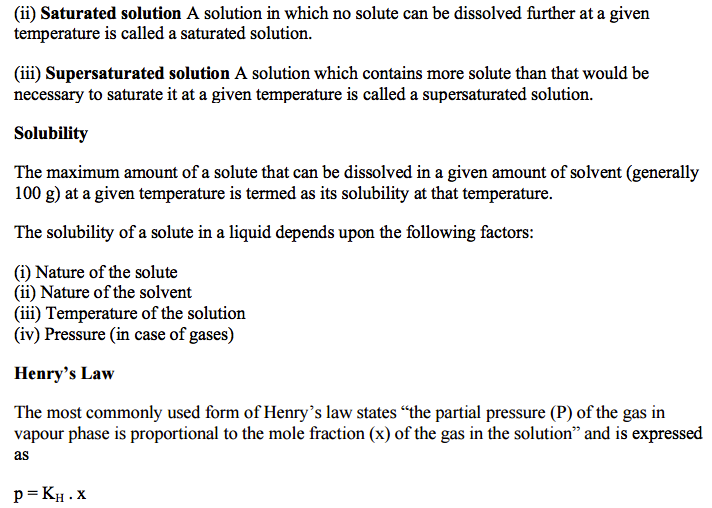 (ii) Saturated solution A solution in which no solute can be dissolved further at a given
temperature is called a saturated solution.
(iii) Supersaturated solution A solution which contains more solute than that would be
necessary to saturate it at a given temperature is called a supersaturated solution.
Solubility
The maximum amount of a solute that can be dissolved in a given amount of solvent (generally
100 g) at a given temperature is termed as its solubility at that temperature.
The solubility of a solute in a liquid depends upon the following factors:
(i) Nature of the solute
(ii) Nature of the solvent
(iii) Temperature of the solution
(iv) Pressure (in case of gases)
Henry’s Law
The most commonly used form of Henry’s law states “the partial pressure (P) of the gas in
vapour phase is proportional to the mole fraction (x) of the gas in the solution” and is expressed
as
p = KH . x